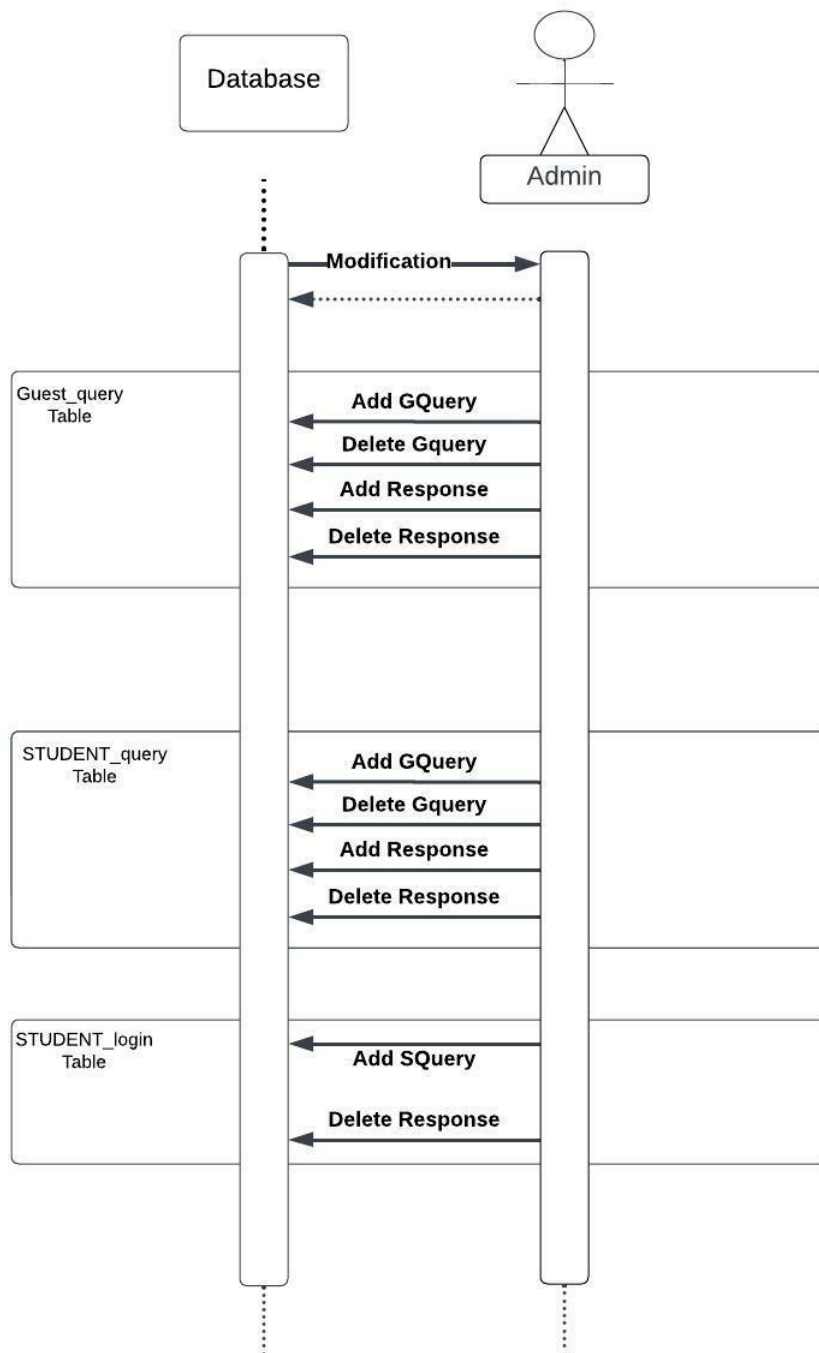 Database
Admin
Modification
Guest_query
Table
Add GQuery
Delete Gquery
Add Response
Delete Response
STUDENT_query
Table
Add GQuery
Delete Gquery
Add Response
Delete Response
STUDENT_login
Table
Add SQuery
Delete Response